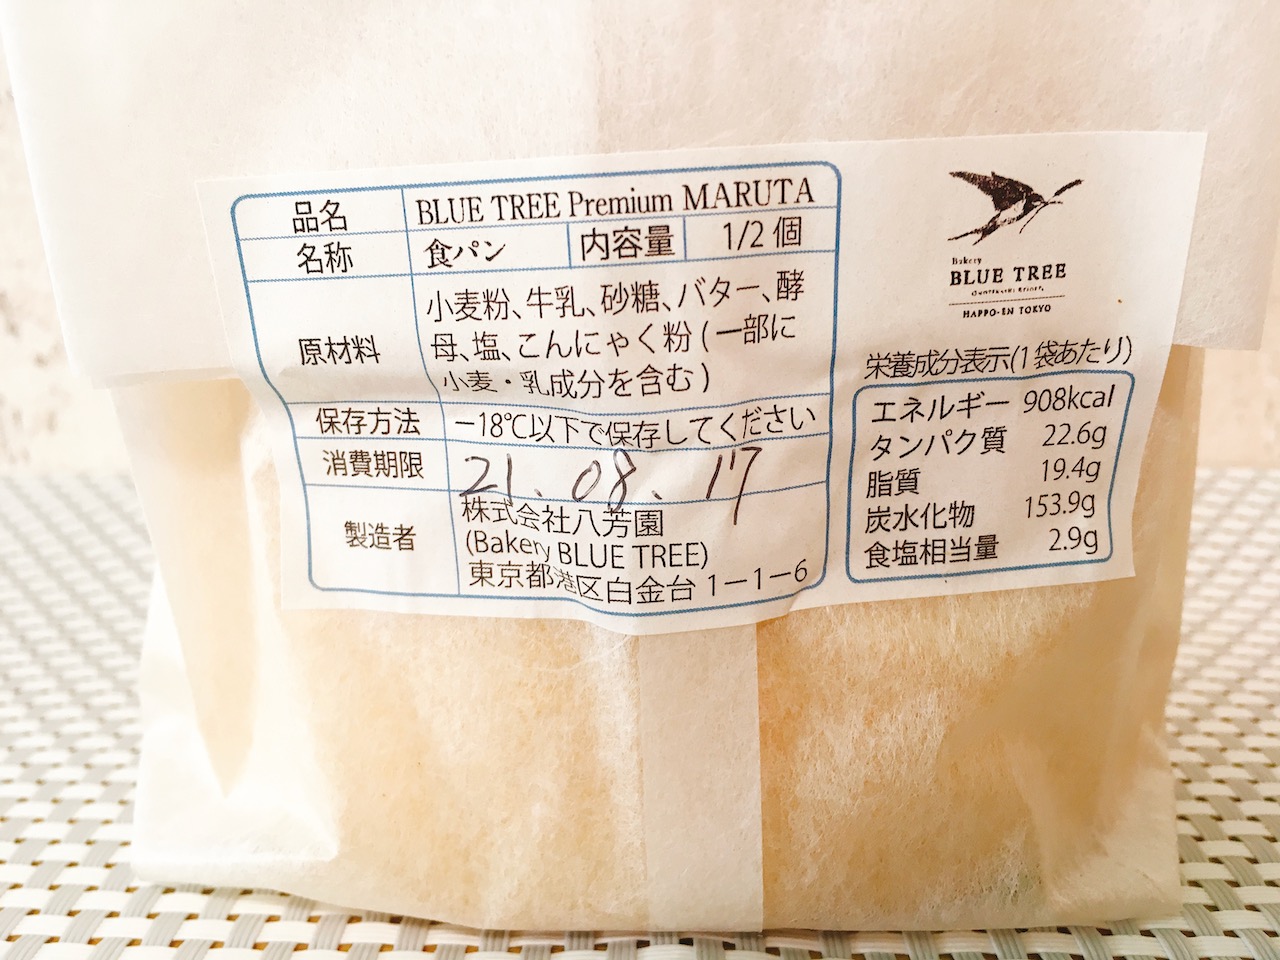 品名 BLUE TREE Premium MARUTA
名称 食パン 内容量 1/2 個
原材料 小麦粉、牛乳、砂糖、バター、酵
母、塩、こんにゃく粉 ( 一部に
小麦・乳成分を含む )
保存方法 −18℃以下で保存してください
消費期限 21.08.17
製造者 株式会社八芳園
(Bakery BLUE TREE)
東京都港区白金台 1−1−6
Bakery
BLUE TREE
HAPPO-EN TOKYO
栄養成分表示(1 袋あたり)
エネルギー 908kcal
タンパク質 22.6g
脂質 19.4g
炭水化物 153.9g
食塩相当量 2.9g